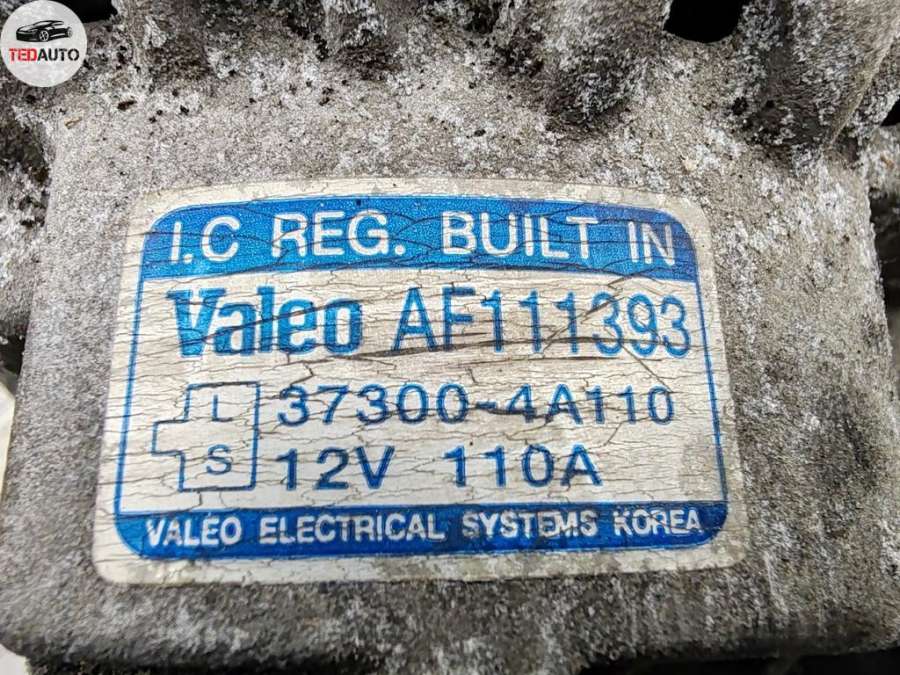 TEDAUTO
I.C REG. BUILT IN
Valeo AF111393
L 37300-4A110
S 12V 110A
VALEO ELECTRICAL SYSTEMS KOREA